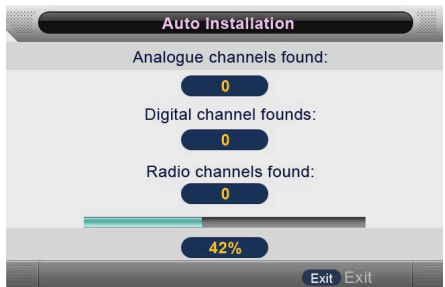 Auto Installation
Analogue channels found:
0
Digital channel founds:
0
Radio channels found:
0
42%
Exit Exit